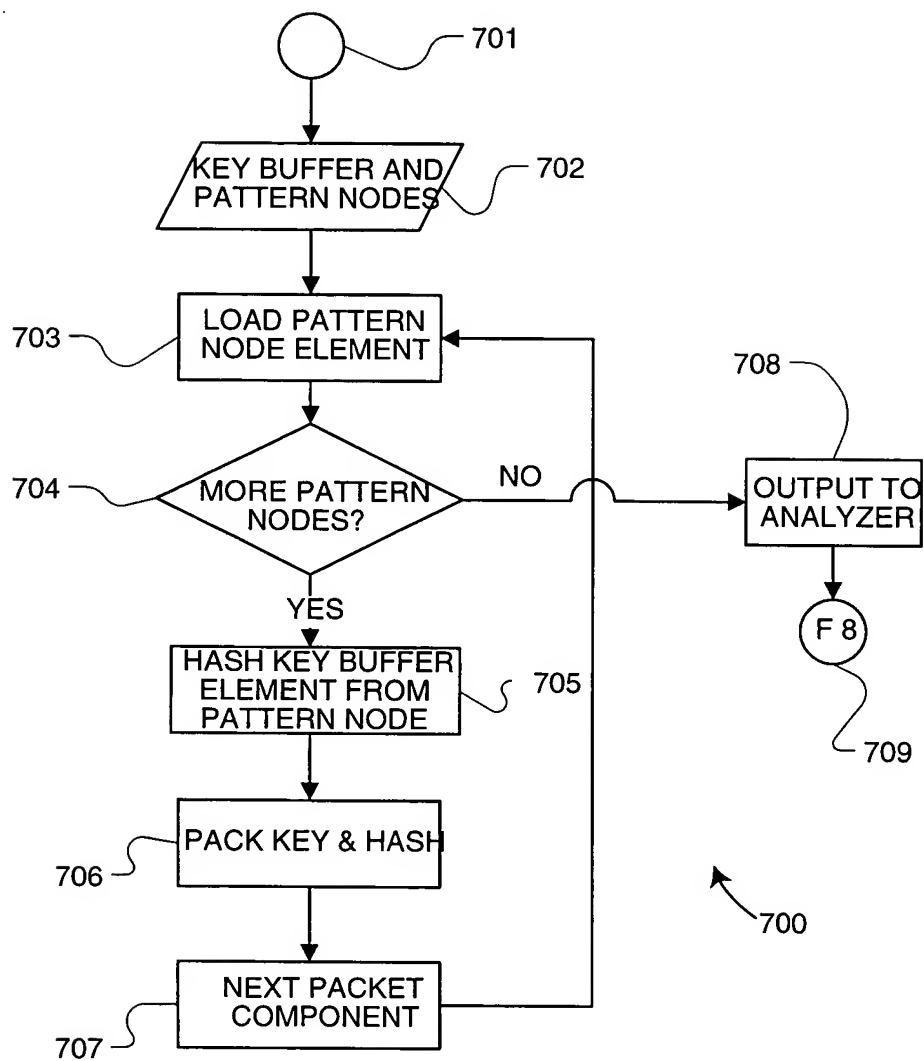 701
KEY BUFFER AND
PATTERN NODES
702
LOAD PATTERN
NODE ELEMENT
703
708
704
MORE PATTERN
NODES?
NO
OUTPUT TO
ANALYZER
YES
F 8
HASH KEY BUFFER
ELEMENT FROM
PATTERN NODE
705
709
PACK KEY & HASH
706
700
NEXT PACKET
COMPONENT
707